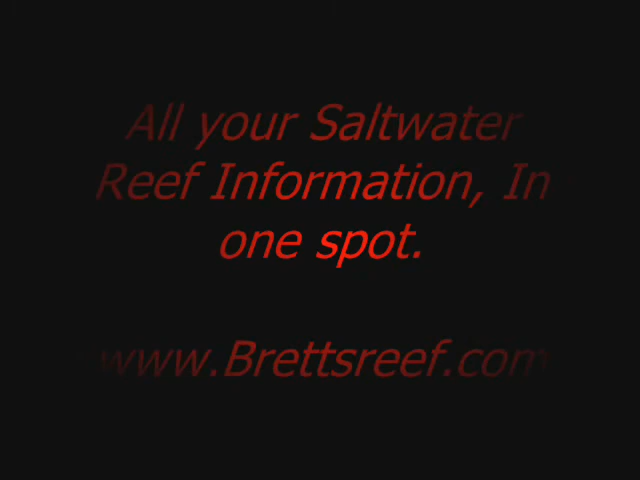 All your Saltwater
Reef Information, In
one spot.
www.Brettsreef.com